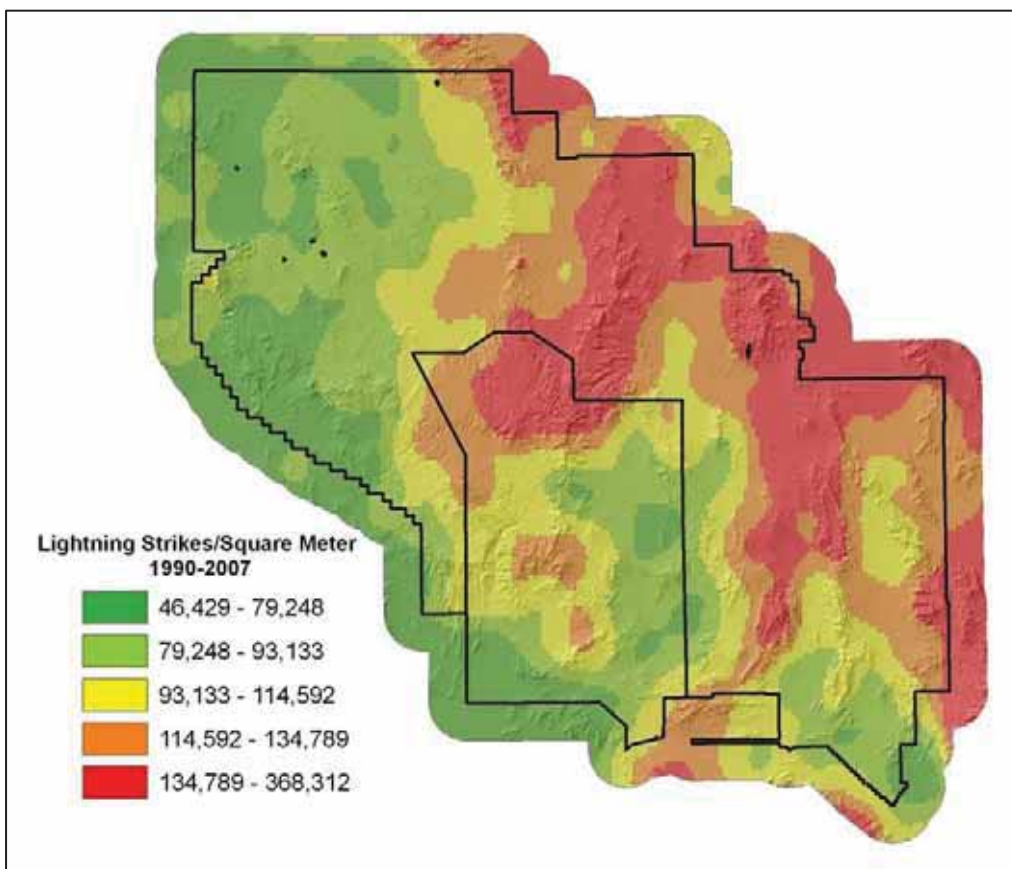 Lightning Strikes/Square Meter
1990-2007
46,429 - 79,248
79,248 - 93,133
93,133 - 114,592
114,592 - 134,789
134,789 - 368,312